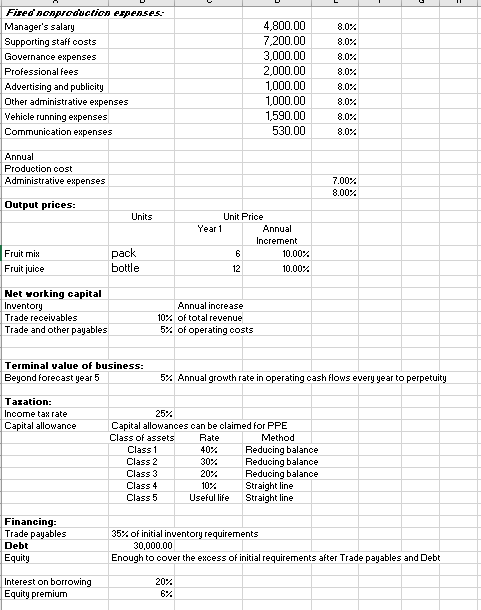 Fixed nonproduction expenses:
Manager's salary 4,800.00 8.0%
Supporting staff costs 7,200.00 8.0%
Governance expenses 3,000.00 8.0%
Professional fees 2,000.00 8.0%
Advertising and publicity 1,000.00 8.0%
Other administrative expenses 1,000.00 8.0%
Vehicle running expenses 1,590.00 8.0%
Communication expenses 530.00 8.0%
Annual
Production cost
Administrative expenses 7.00%
8.00%
Output prices:
Units Unit Price
Year 1 Annual
Increment
Fruit mix pack 6 10.00%
Fruit juice bottle 12 10.00%
Net working capital
Inventory Annual increase
Trade receivables 10% of total revenue
Trade and other payables 5% of operating costs
Terminal value of business:
Beyond forecast year 5 5% Annual growth rate in operating cash flows every year to perpetuity
Taxation:
Income tax rate 25%
Capital allowance Capital allowances can be claimed for PPE
Class of assets Rate Method
Class 1 40% Reducing balance
Class 2 30% Reducing balance
Class 3 20% Reducing balance
Class 4 10% Straight line
Class 5 Useful life Straight line
Financing:
Trade payables 35% of initial inventory requirements
Debt 30,000.00
Equity Enough to cover the excess of initial requirements after Trade payables and Debt
Interest on borrowing 20%
Equity premium 6%